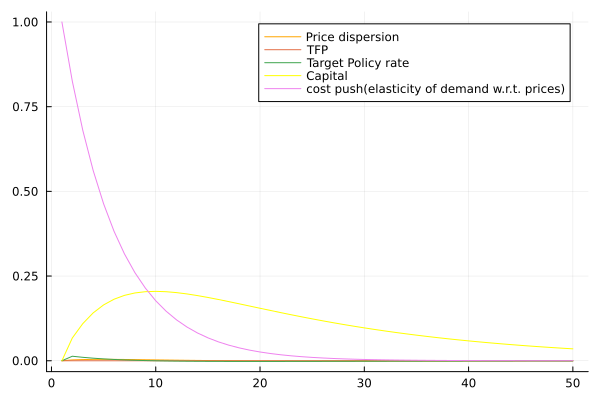 1.00
0.75
0.50
0.25
0.00
Price dispersion
TFP
Target Policy rate
Capital
cost push(elasticity of demand w.r.t. prices)
0
10
20
30
40
50